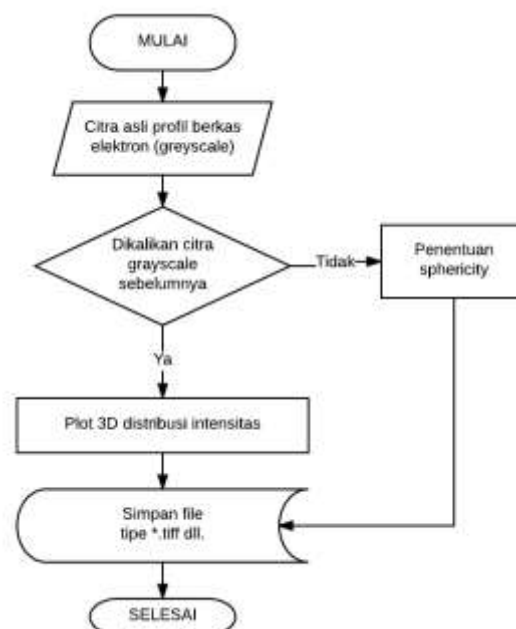 MULAI
Citra asli profil berkas
elektron (greyscale)
Dikalikan citra
grayscale
sebelumnya
Tidak
Penentuan
sphericity
Ya
Plot 3D distribusi intensitas
Simpan file
tipe *.tiff dll.
SELESAI